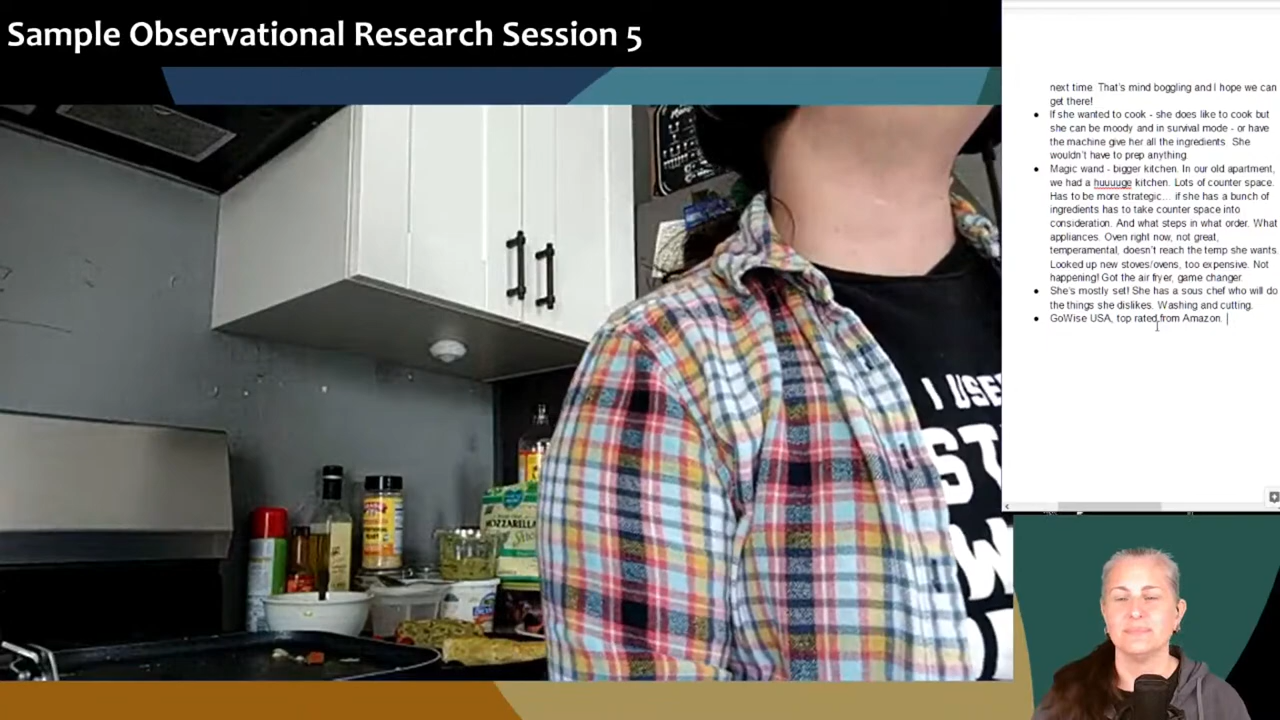 Sample Observational Research Session 5
next time. That's mind boggling and I hope we can
get there!
If she wanted to cook - she does like to cook but
she can be moody and in survival mode - or have
the machine give her all the ingredients. She
wouldn't have to prep anything
Magic wand - bigger kitchen. In our old apartment,
we had a huuuuge kitchen. Lots of counter space.
Has to be more strategic... if she has a bunch of
ingredients has to take counter space into
consideration. And what steps in what order. What
appliances. Oven right now, not great,
temperamental, doesn't reach the temp she wants.
Looked up new stoves/ovens, too expensive. Not
happening! Got the air fryer, game changer
She's mostly set! She has a sous chef who will do
the things she dislikes. Washing and cutting.
GoWise USA, top rated from Amazon.
I USE
ST
W
MOZZARELLA